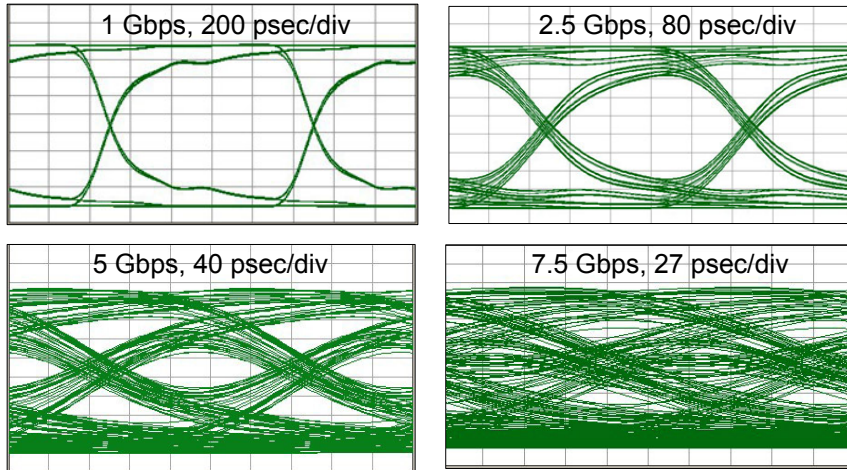 1 Gbps, 200 psec/div
2.5 Gbps, 80 psec/div
5 Gbps, 40 psec/div
7.5 Gbps, 27 psec/div